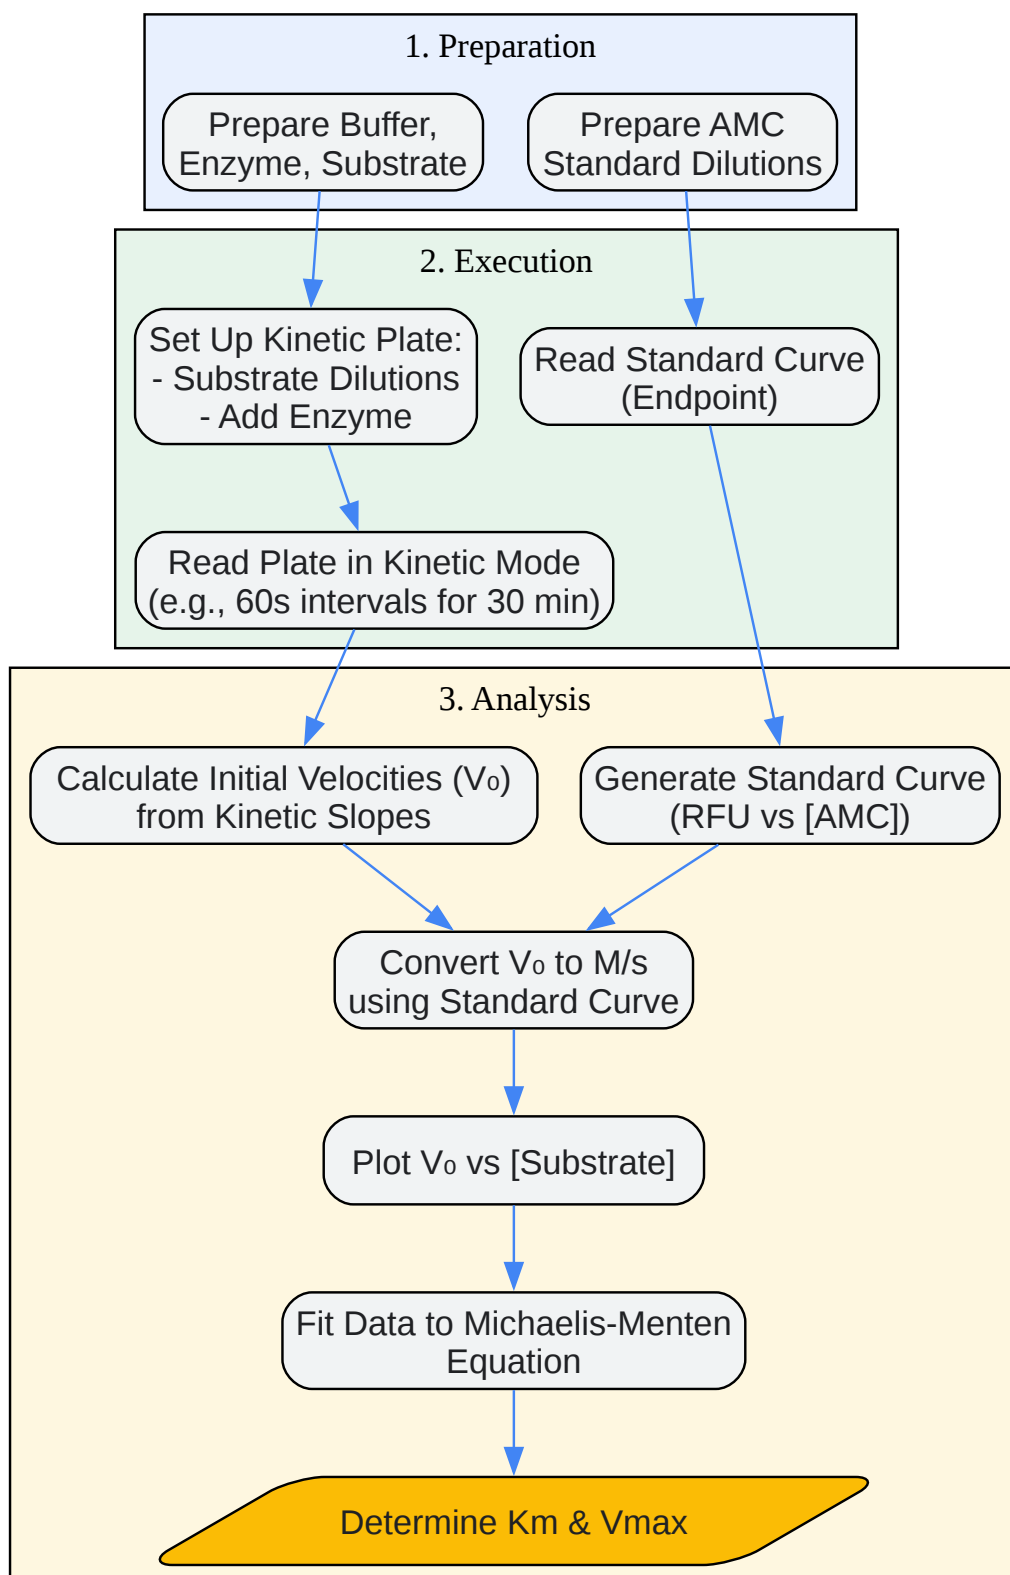 1. Preparation
Prepare Buffer,
Enzyme, Substrate
Prepare AMC
Standard Dilutions
2. Execution
Set Up Kinetic Plate:
- Substrate Dilutions
- Add Enzyme
Read Standard Curve
(Endpoint)
Read Plate in Kinetic Mode
(e.g., 60s intervals for 30 min)
3. Analysis
Calculate Initial Velocities (V₀)
from Kinetic Slopes
Generate Standard Curve
(RFU vs [AMC])
Convert V₀ to M/s
using Standard Curve
Plot V₀ vs [Substrate]
Fit Data to Michaelis-Menten
Equation
Determine Km & Vmax